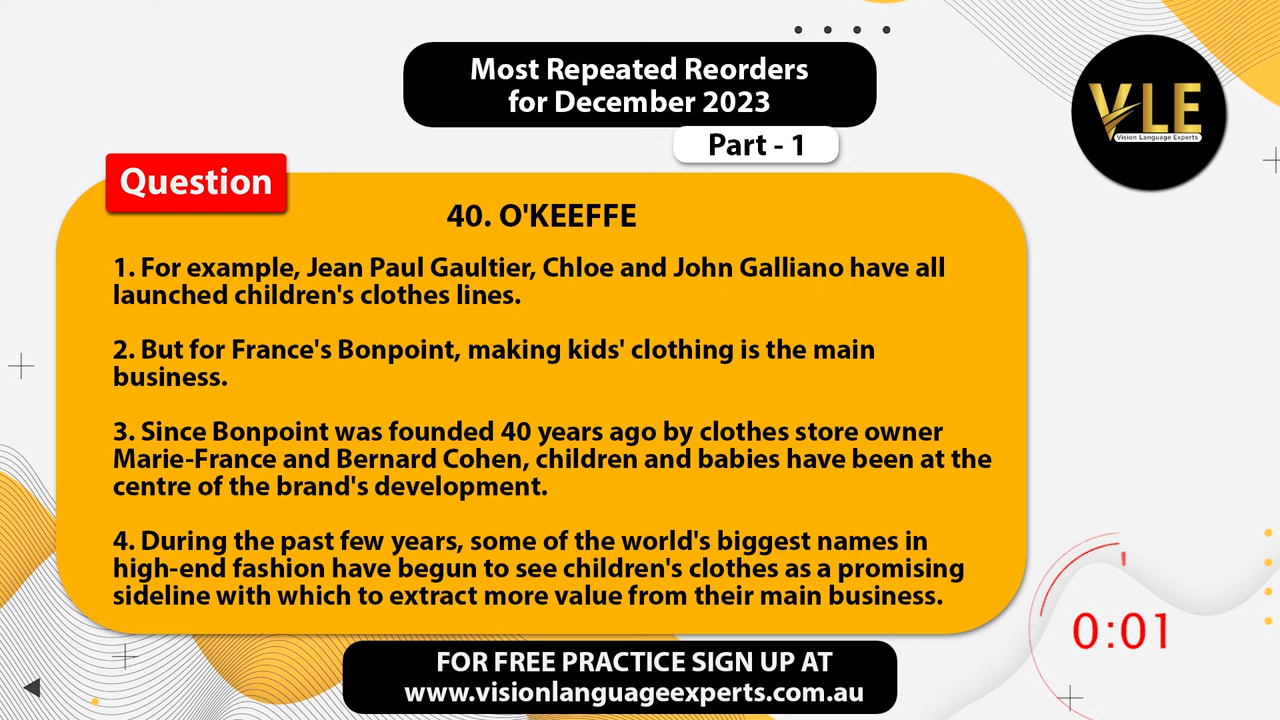 Most Repeated Reorders
for December 2023
Part - 1
VLE
Vision Language Experts
Question
40. O'KEEFFE
1. For example, Jean Paul Gaultier, Chloe and John Galliano have all
launched children's clothes lines.
2. But for France's Bonpoint, making kids' clothing is the main
business.
3. Since Bonpoint was founded 40 years ago by clothes store owner
Marie-France and Bernard Cohen, children and babies have been at the
centre of the brand's development.
4. During the past few years, some of the world's biggest names in
high-end fashion have begun to see children's clothes as a promising
sideline with which to extract more value from their main business.
0:01
FOR FREE PRACTICE SIGN UP AT
www.visionlanguageexperts.com.au